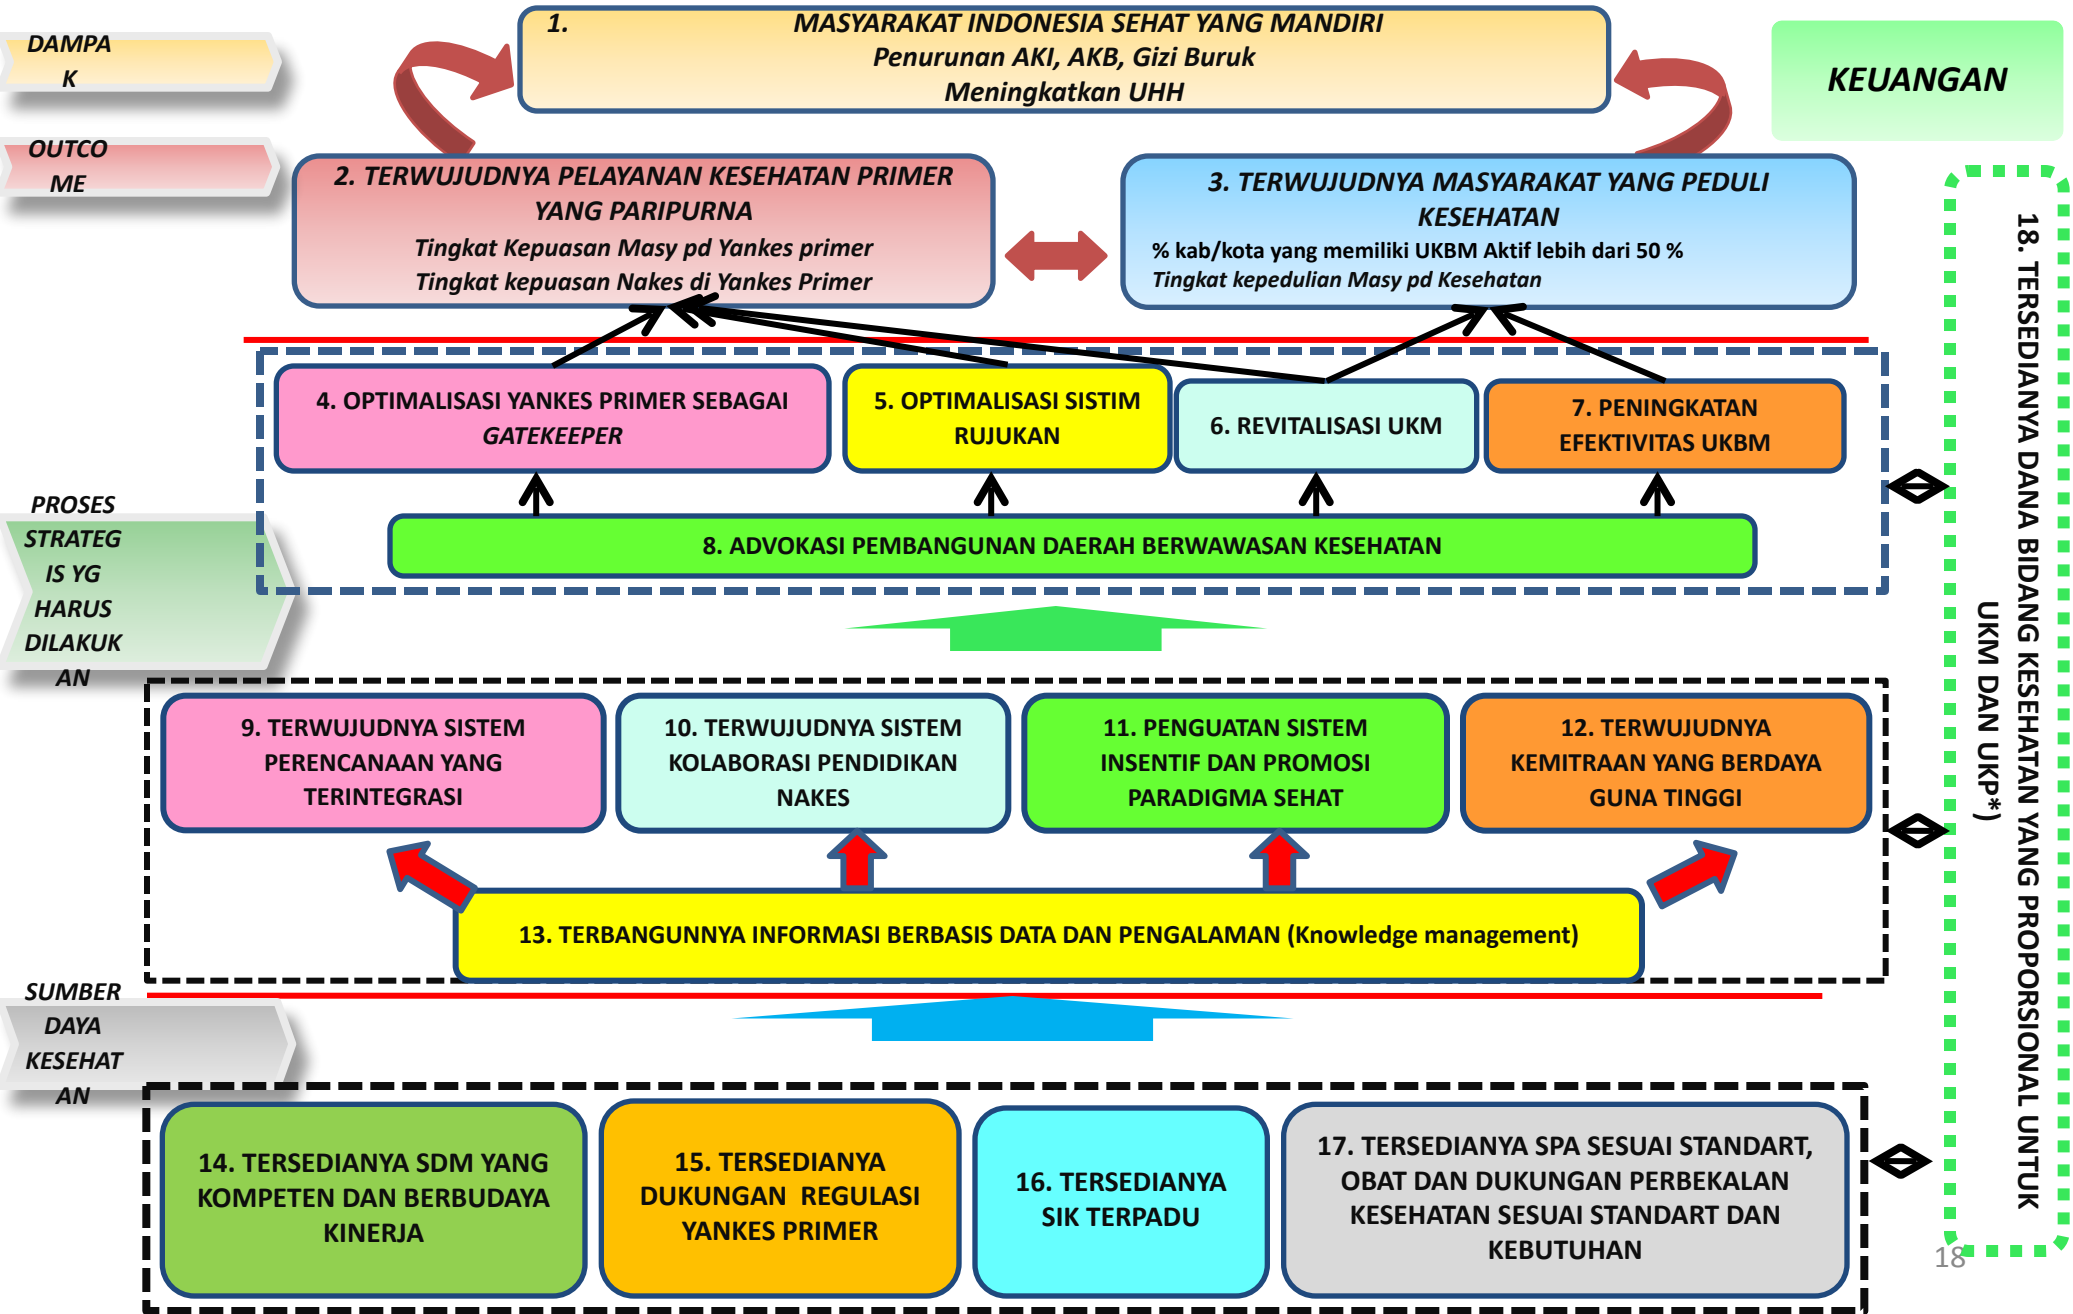 DAMPA
K
1. MASYARAKAT INDONESIA SEHAT YANG MANDIRI
Penurunan AKI, AKB, Gizi Buruk
Meningkatkan UHH
KEUANGAN
OUTCO
ME
2. TERWUJUDNYA PELAYANAN KESEHATAN PRIMER
YANG PARIPURNA
Tingkat Kepuasan Masy pd Yankes primer
Tingkat kepuasan Nakes di Yankes Primer
3. TERWUJUDNYA MASYARAKAT YANG PEDULI
KESEHATAN
% kab/kota yang memiliki UKBM Aktif lebih dari 50 %
Tingkat kepedulian Masy pd Kesehatan
PROSES
STRATEG
IS YG
HARUS
DILAKUK
AN
4. OPTIMALISASI YANKES PRIMER SEBAGAI
GATEKEEPER
5. OPTIMALISASI SISTIM
RUJUKAN
6. REVITALISASI UKM
7. PENINGKATAN
EFEKTIVITAS UKBM
8. ADVOKASI PEMBANGUNAN DAERAH BERWAWASAN KESEHATAN
9. TERWUJUDNYA SISTEM
PERENCANAAN YANG
TERINTEGRASI
10. TERWUJUDNYA SISTEM
KOLABORASI PENDIDIKAN
NAKES
11. PENGUATAN SISTEM
INSENTIF DAN PROMOSI
PARADIGMA SEHAT
12. TERWUJUDNYA
KEMITRAAN YANG BERDAYA
GUNA TINGGI
13. TERBANGUNNYA INFORMASI BERBASIS DATA DAN PENGALAMAN (Knowledge management)
SUMBER
DAYA
KESEHAT
AN
14. TERSEDIANYA SDM YANG
KOMPETEN DAN BERBUDAYA
KINERJA
15. TERSEDIANYA
DUKUNGAN REGULASI
YANKES PRIMER
16. TERSEDIANYA
SIK TERPADU
17. TERSEDIANYA SPA SESUAI STANDART,
OBAT DAN DUKUNGAN PERBEKALAN
KESEHATAN SESUAI STANDART DAN
KEBUTUHAN
18. TERSEDIANYA DANA BIDANG KESEHATAN YANG PROPORSIONAL UNTUK
UKM DAN UKP*)
18